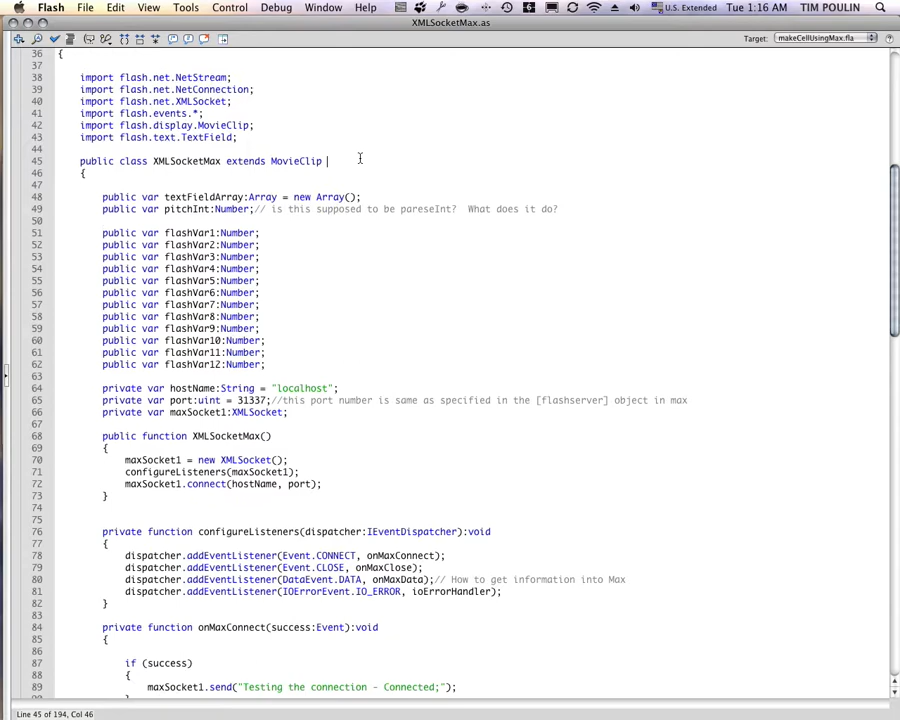 Flash File Edit View Tools Control Debug Window Help U.S. Extended Tue 1:16 AM TIM POULIN
XMLSocketMax.as
Target: makeCellUsingMax.fla
36 {
37
38 import flash.net.NetStream;
39 import flash.net.NetConnection;
40 import flash.net.XMLSocket;
41 import flash.events.*;
42 import flash.display.MovieClip;
43 import flash.text.TextField;
44
45 public class XMLSocketMax extends MovieClip
46 {
47
48 public var textFieldArray:Array = new Array();
49 public var pitchInt:Number;// is this supposed to be pareseInt?  What does it do?
50
51 public var flashVar1:Number;
52 public var flashVar2:Number;
53 public var flashVar3:Number;
54 public var flashVar4:Number;
55 public var flashVar5:Number;
56 public var flashVar6:Number;
57 public var flashVar7:Number;
58 public var flashVar8:Number;
59 public var flashVar9:Number;
60 public var flashVar10:Number;
61 public var flashVar11:Number;
62 public var flashVar12:Number;
63
64 private var hostName:String = "localhost";
65 private var port:uint = 31337;//this port number is same as specified in the [flashserver] object in max
66 private var maxSocket1:XMLSocket;
67
68 public function XMLSocketMax()
69 {
70 maxSocket1 = new XMLSocket();
71 configureListeners(maxSocket1);
72 maxSocket1.connect(hostName, port);
73 }
74
75
76 private function configureListeners(dispatcher:IEventDispatcher):void
77 {
78 dispatcher.addEventListener(Event.CONNECT, onMaxConnect);
79 dispatcher.addEventListener(Event.CLOSE, onMaxClose);
80 dispatcher.addEventListener(DataEvent.DATA, onMaxData);// How to get information into Max
81 dispatcher.addEventListener(IOErrorEvent.IO_ERROR, ioErrorHandler);
82 }
83
84 private function onMaxConnect(success:Event):void
85 {
86
87 if (success)
88 {
89 maxSocket1.send("Testing the connection - Connected;");
Line 45 of 194, Col 46